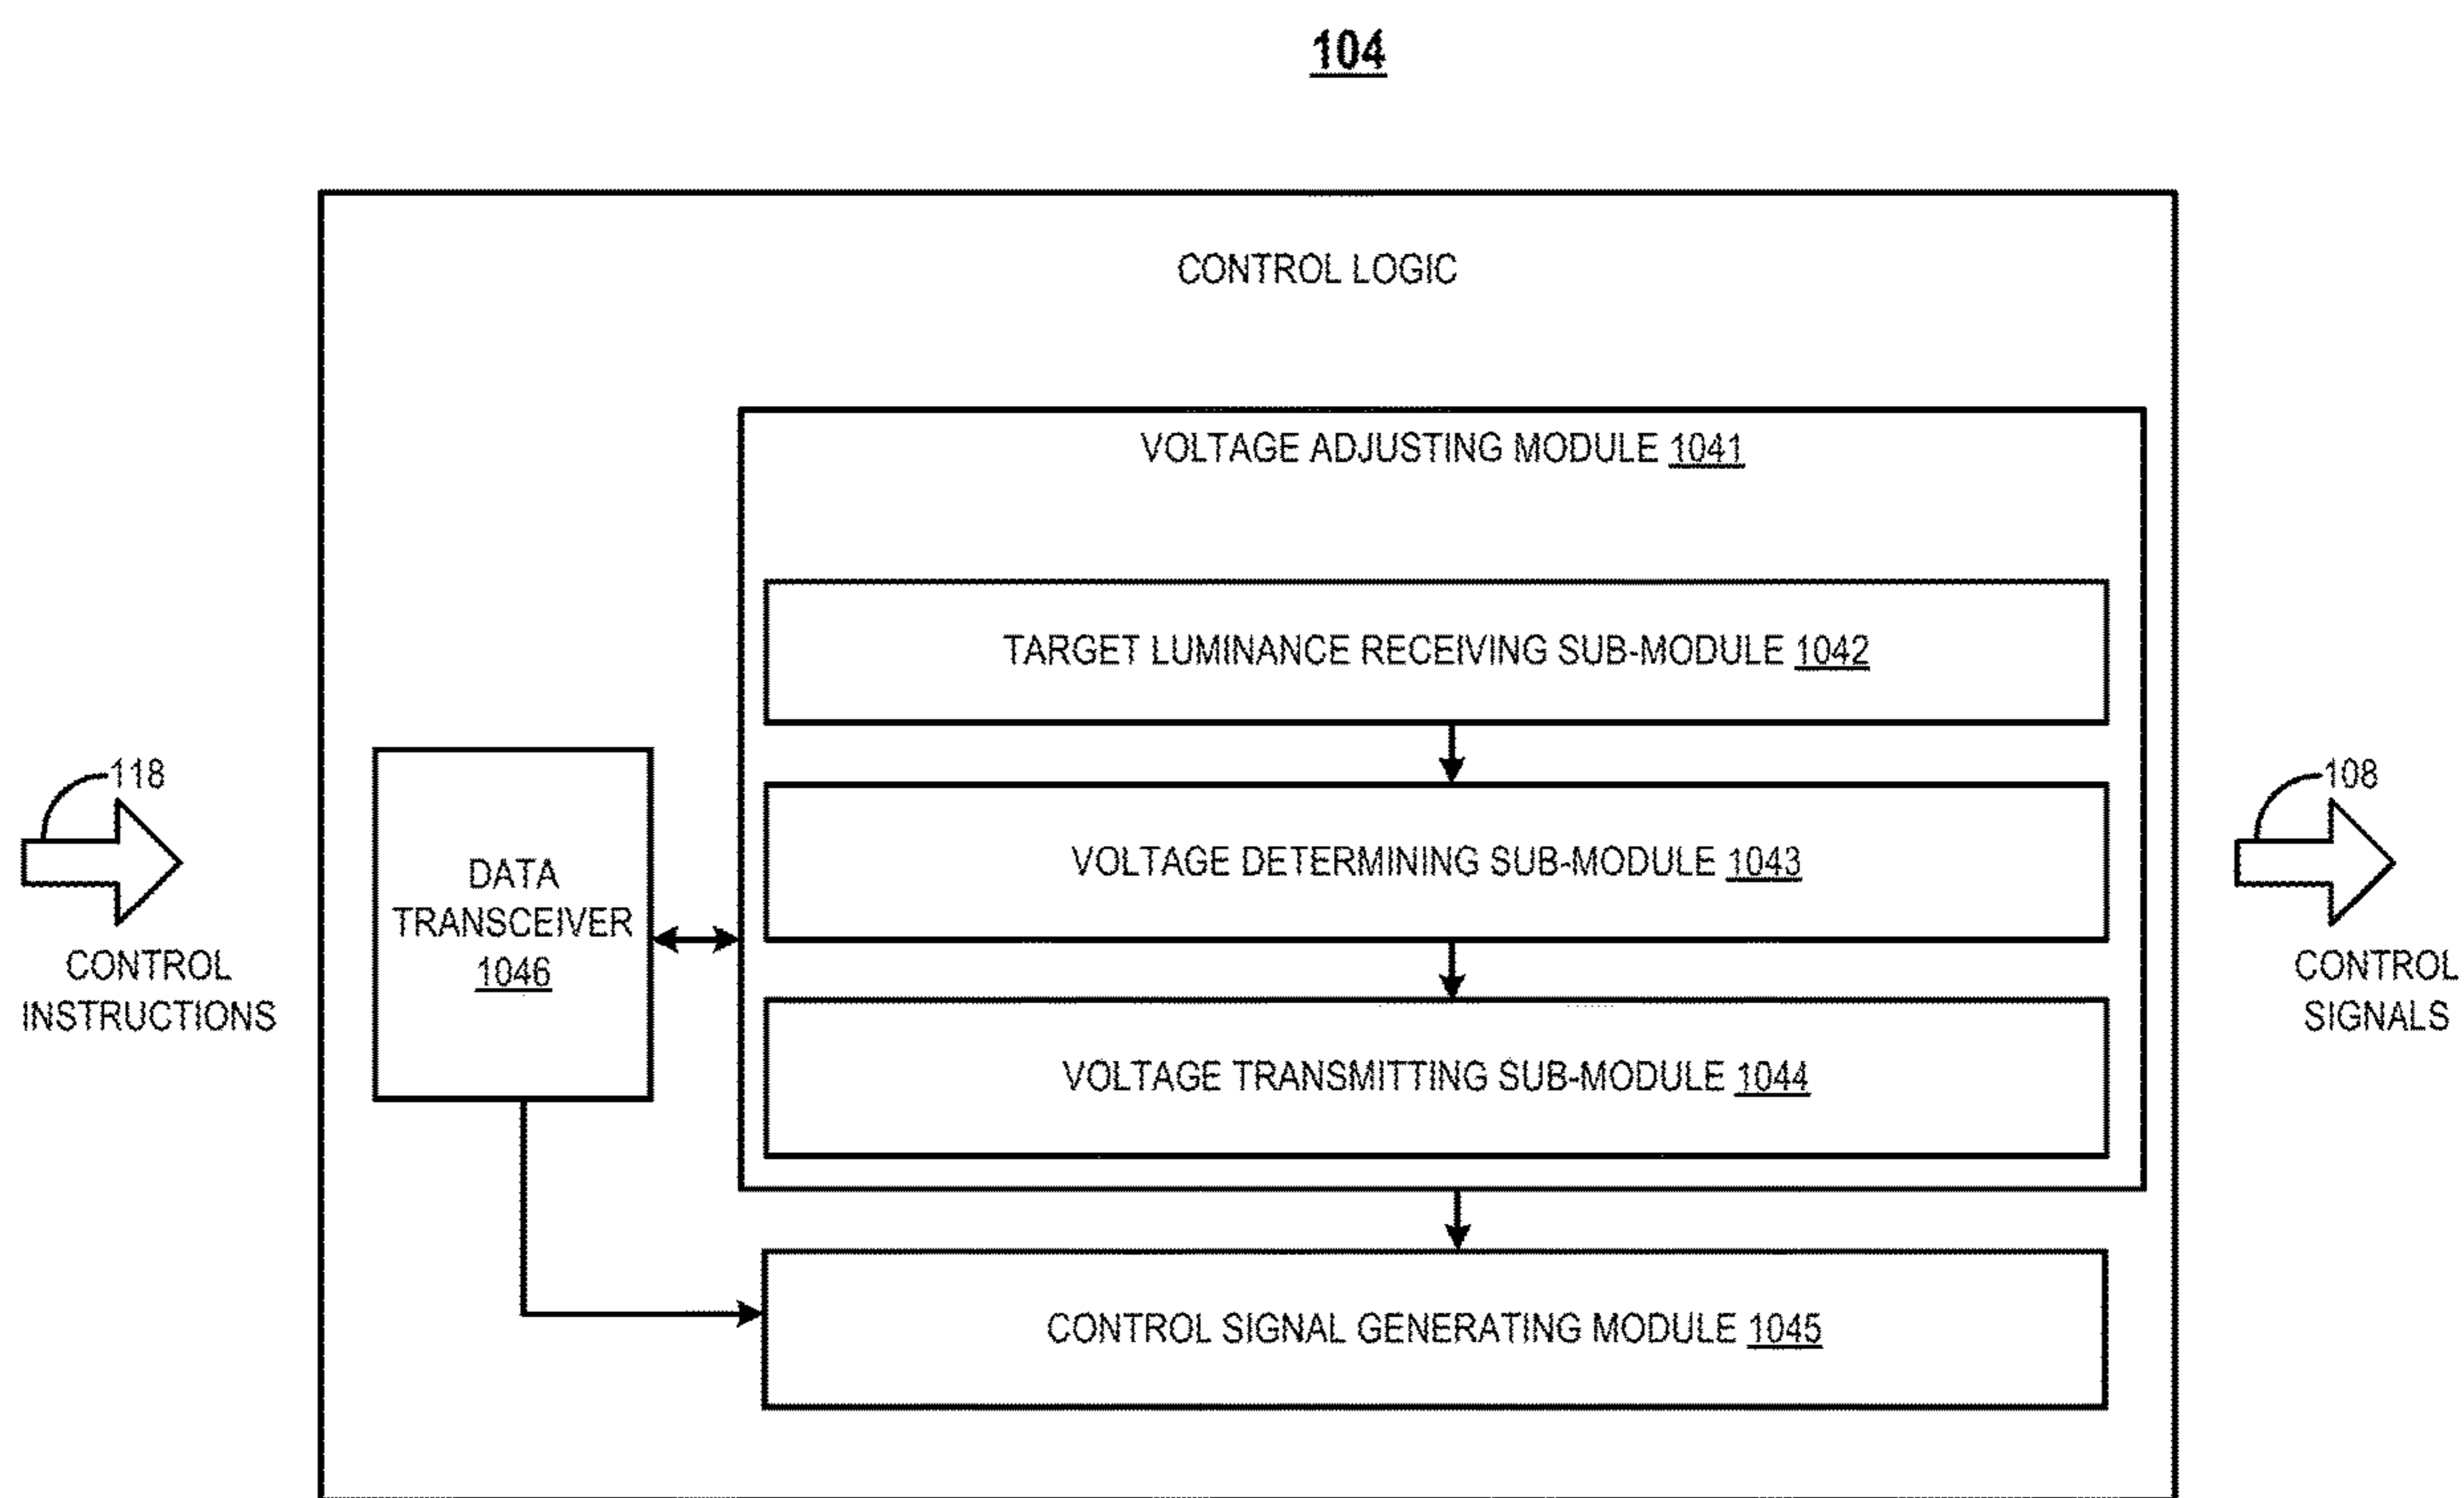 104
CONTROL LOGIC
VOLTAGE ADJUSTING MODULE 1041
TARGET LUMINANCE RECEIVING SUB-MODULE 1042
118
CONTROL
INSTRUCTIONS
DATA
TRANSCEIVER
1046
VOLTAGE DETERMINING SUB-MODULE 1043
VOLTAGE TRANSMITTING SUB-MODULE 1044
CONTROL SIGNAL GENERATING MODULE 1045
108
CONTROL
SIGNALS